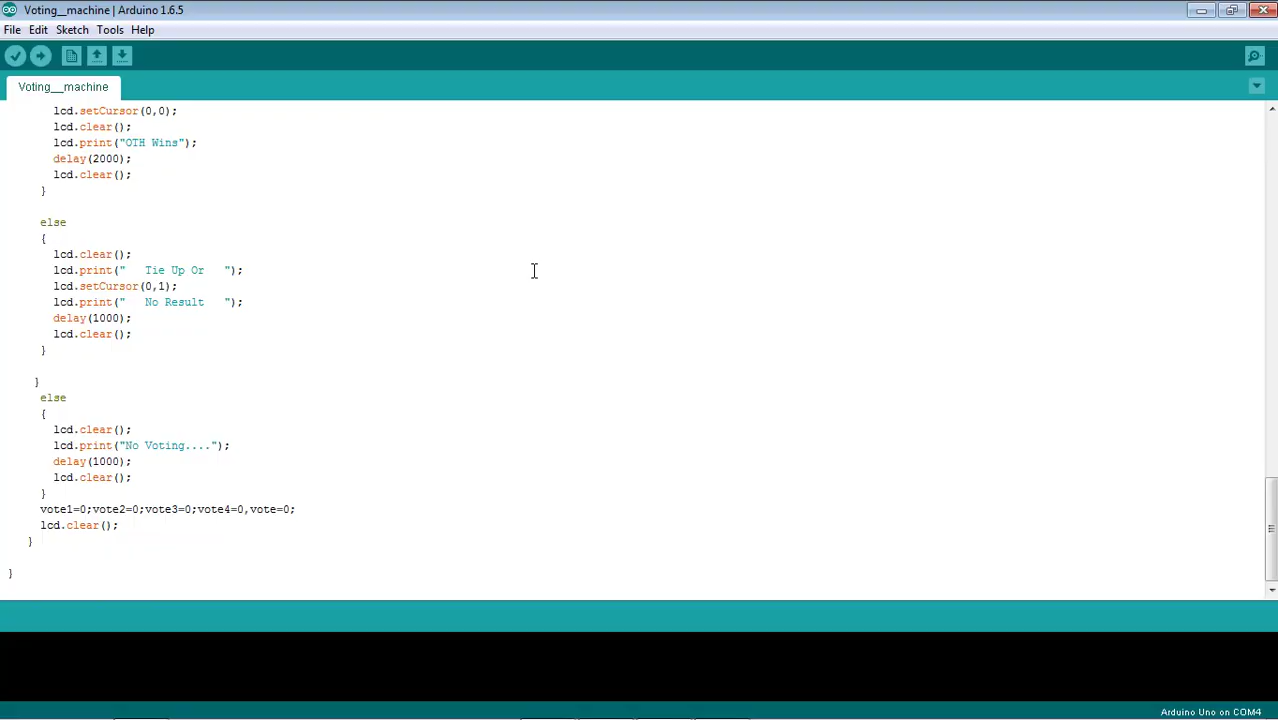 Voting__machine | Arduino 1.6.5
File Edit Sketch Tools Help
Voting__machine
lcd.setCursor(0,0);
lcd.clear();
lcd.print("OTH Wins");
delay(2000);
lcd.clear();
}
else
{
lcd.clear();
lcd.print("   Tie Up Or   ");
lcd.setCursor(0,1);
lcd.print("   No Result   ");
delay(1000);
lcd.clear();
}
}
else
{
lcd.clear();
lcd.print("No Voting....");
delay(1000);
lcd.clear();
}
vote1=0;vote2=0;vote3=0;vote4=0,vote=0;
lcd.clear();
}
}
Arduino Uno on COM4